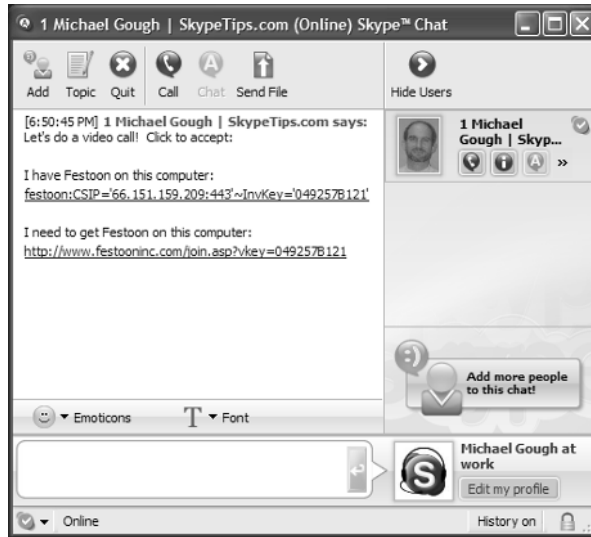 1 Michael Gough | SkypeTips.com (Online) Skype™ Chat
Add Topic Quit Call Chat Send File Hide Users
[6:50:45 PM] 1 Michael Gough | SkypeTips.com says:
Let's do a video call! Click to accept:
I have Festoon on this computer:
festoon:CSIP='66.151.159.209:443'~InvKey='049257B121'
I need to get Festoon on this computer:
http://www.festooninc.com/join.asp?vkey=049257B121
1 Michael
Gough | Skyp...
»
Add more people
to this chat!
Emoticons T Font
Michael Gough at
work
Edit my profile
Online
History on